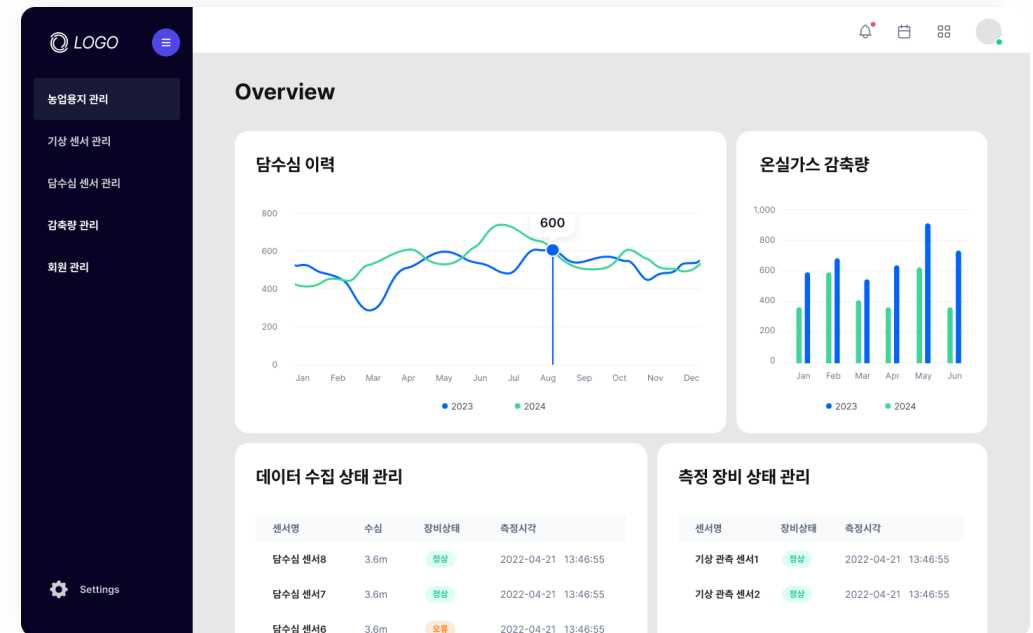 LOGO
농업용지 관리
기상 센서 관리
담수심 센서 관리
감축량 관리
회원 관리
Settings
Overview
담수심 이력
800
600
400
200
0
600
Jan Feb Mar Apr May Jun Jul Aug Sep Oct Nov Dec
2023 2024
온실가스 감축량
1,000
800
600
400
200
0
Jan Feb Mar Apr May Jun
2023 2024
데이터 수집 상태 관리
센서명 수심 장비상태 측정시각
담수심 센서8 3.6m 정상 2022-04-21 13:46:55
담수심 센서7 3.6m 정상 2022-04-21 13:46:55
담수심 센서6 3.6m 오류 2022-04-21 13:46:55
측정 장비 상태 관리
센서명 장비상태 측정시각
기상 관측 센서1 정상 2022-04-21 13:46:55
기상 관측 센서2 정상 2022-04-21 13:46:55